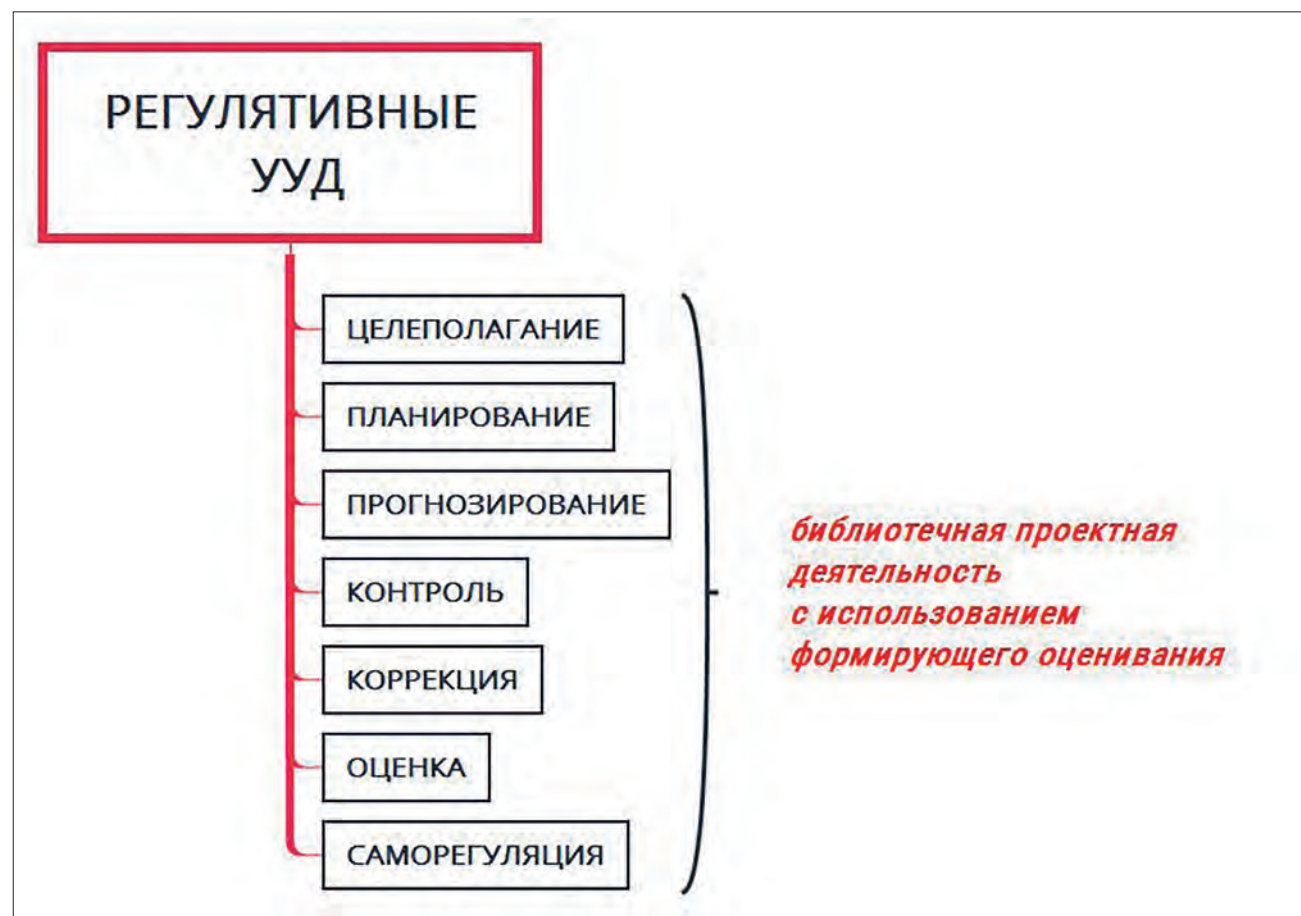 РЕГУЛЯТИВНЫЕ
УУД
ЦЕЛЕПОЛАГАНИЕ
ПЛАНИРОВАНИЕ
ПРОГНОЗИРОВАНИЕ
КОНТРОЛЬ
КОРРЕКЦИЯ
ОЦЕНКА
САМОРЕГУЛЯЦИЯ
библиотечная проектная
деятельность
с использованием
формирующего оценивания